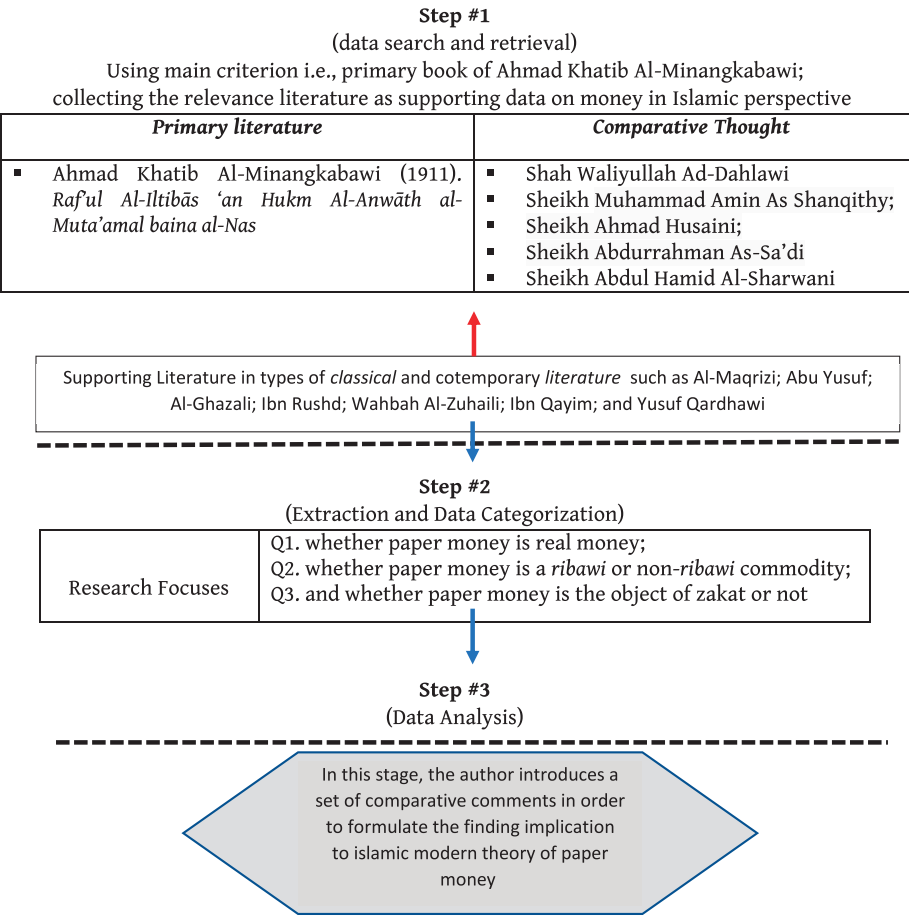 Step #1
(data search and retrieval)
Using main criterion i.e., primary book of Ahmad Khatib Al-Minangkabawi;
collecting the relevance literature as supporting data on money in Islamic perspective
Primary literature
Comparative Thought
▪ Ahmad Khatib Al-Minangkabawi (1911).
Raf’ul Al-Iltibās ‘an Hukm Al-Anwāth al-
Muta’amal baina al-Nas
▪ Shah Waliyullah Ad-Dahlawi
▪ Sheikh Muhammad Amin As Shanqithy;
▪ Sheikh Ahmad Husaini;
▪ Sheikh Abdurrahman As-Sa’di
▪ Sheikh Abdul Hamid Al-Sharwani
Supporting Literature in types of classical and cotemporary literature such as Al-Maqrizi; Abu Yusuf;
Al-Ghazali; Ibn Rushd; Wahbah Al-Zuhaili; Ibn Qayim; and Yusuf Qardhawi
Step #2
(Extraction and Data Categorization)
Research Focuses
Q1. whether paper money is real money;
Q2. whether paper money is a ribawi or non-ribawi commodity;
Q3. and whether paper money is the object of zakat or not
Step #3
(Data Analysis)
In this stage, the author introduces a
set of comparative comments in order
to formulate the finding implication
to islamic modern theory of paper
money